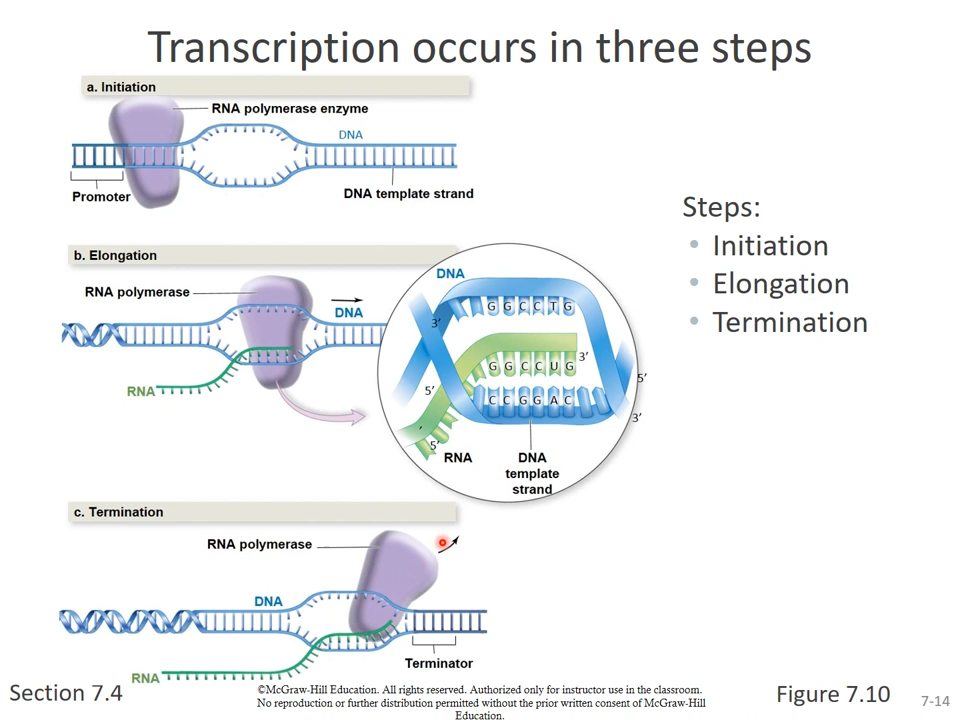 Transcription occurs in three steps
a. Initiation
RNA polymerase enzyme
DNA
Promoter
DNA template strand
b. Elongation
RNA polymerase
DNA
RNA
DNA
3′
G G C C T G
5′
G G C C U G
3′
5′
C C G G A C
3′
′
5′
RNA
DNA
template
strand
c. Termination
RNA polymerase
DNA
Terminator
RNA
Steps:
• Initiation
• Elongation
• Termination
Section 7.4
©McGraw-Hill Education. All rights reserved. Authorized only for instructor use in the classroom.
No reproduction or further distribution permitted without the prior written consent of McGraw-Hill
Education.
Figure 7.10
7-14